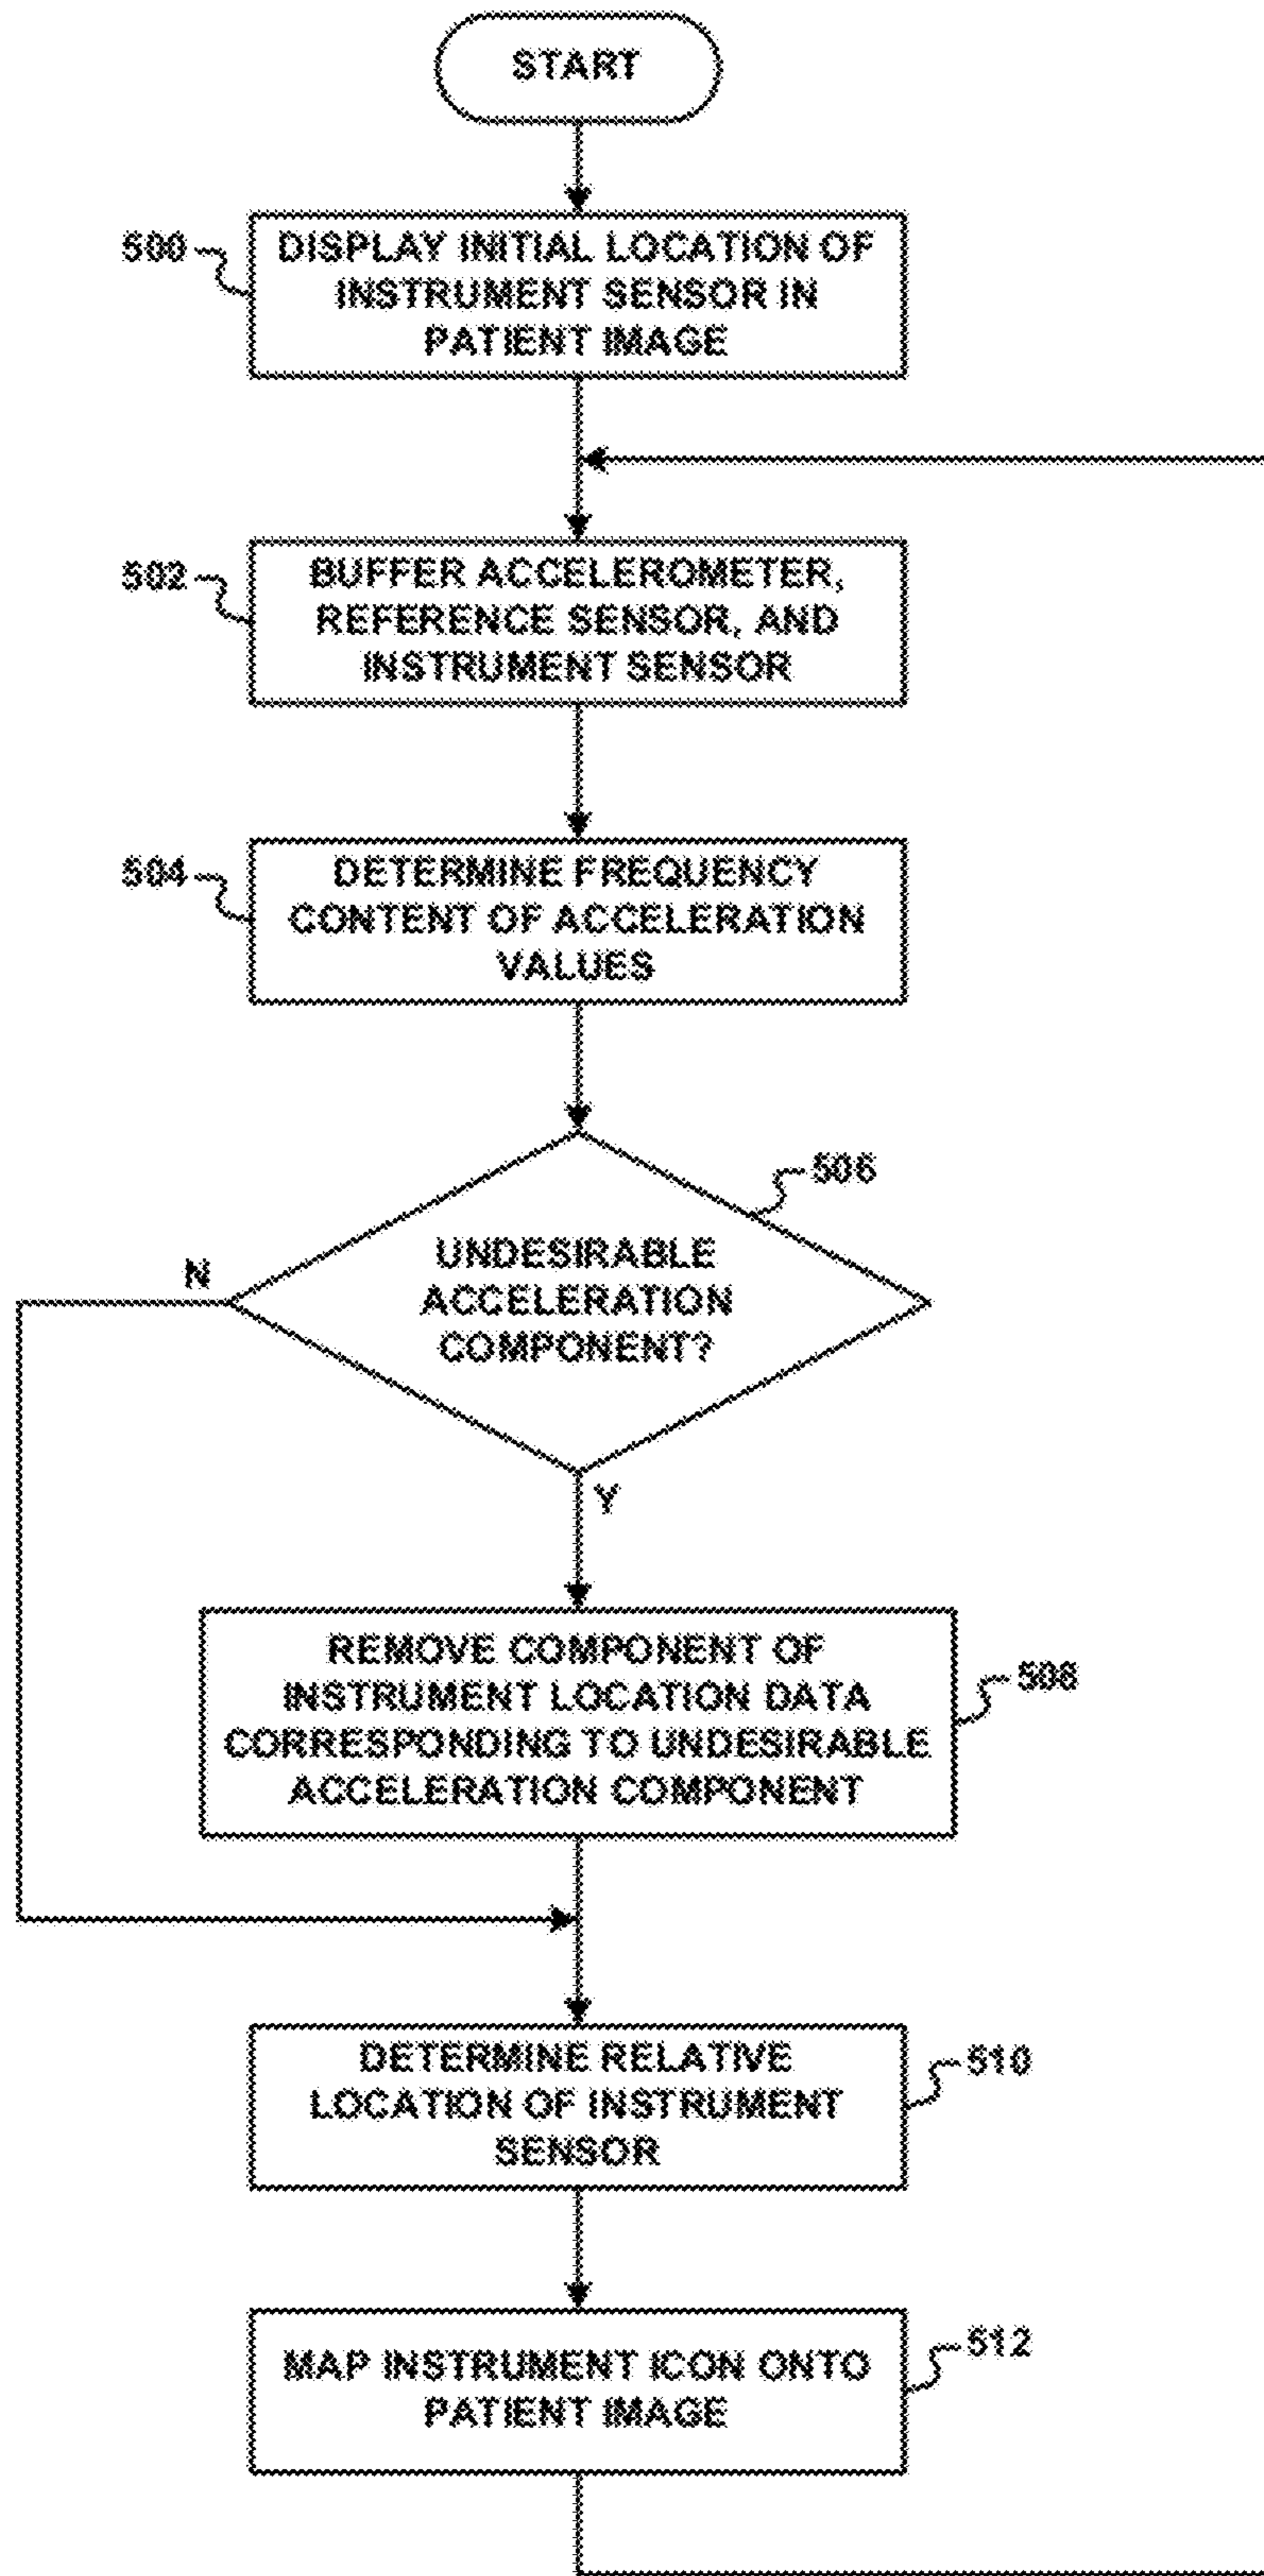 START
500
DISPLAY INITIAL LOCATION OF
INSTRUMENT SENSOR IN
PATIENT IMAGE
502
BUFFER ACCELEROMETER,
REFERENCE SENSOR, AND
INSTRUMENT SENSOR
504
DETERMINE FREQUENCY
CONTENT OF ACCELERATION
VALUES
506
N
UNDESIRABLE
ACCELERATION
COMPONENT?
Y
REMOVE COMPONENT OF
INSTRUMENT LOCATION DATA
CORRESPONDING TO UNDESIRABLE
ACCELERATION COMPONENT
508
DETERMINE RELATIVE
LOCATION OF INSTRUMENT
SENSOR
510
MAP INSTRUMENT ICON ONTO
PATIENT IMAGE
512